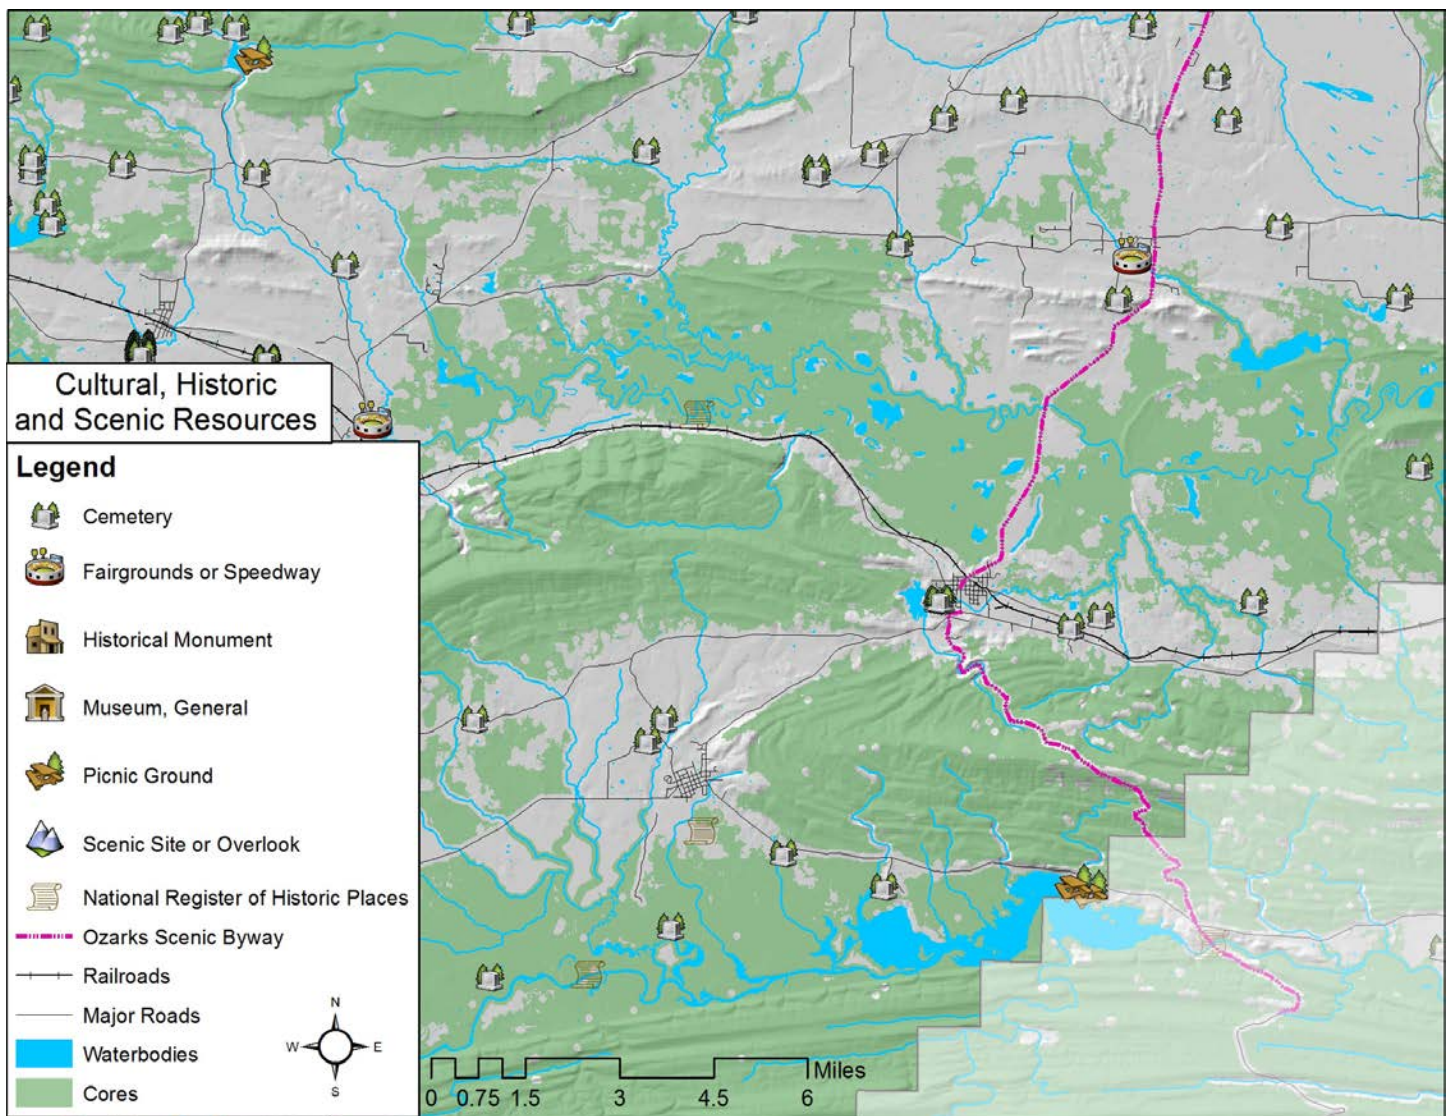 Cultural, Historic
and Scenic Resources
Legend
Cemetery
Fairgrounds or Speedway
Historical Monument
Museum, General
Picnic Ground
Scenic Site or Overlook
National Register of Historic Places
Ozarks Scenic Byway
Railroads
Major Roads
Waterbodies
Cores
N
W E
S
Miles
0 0.75 1.5 3 4.5 6